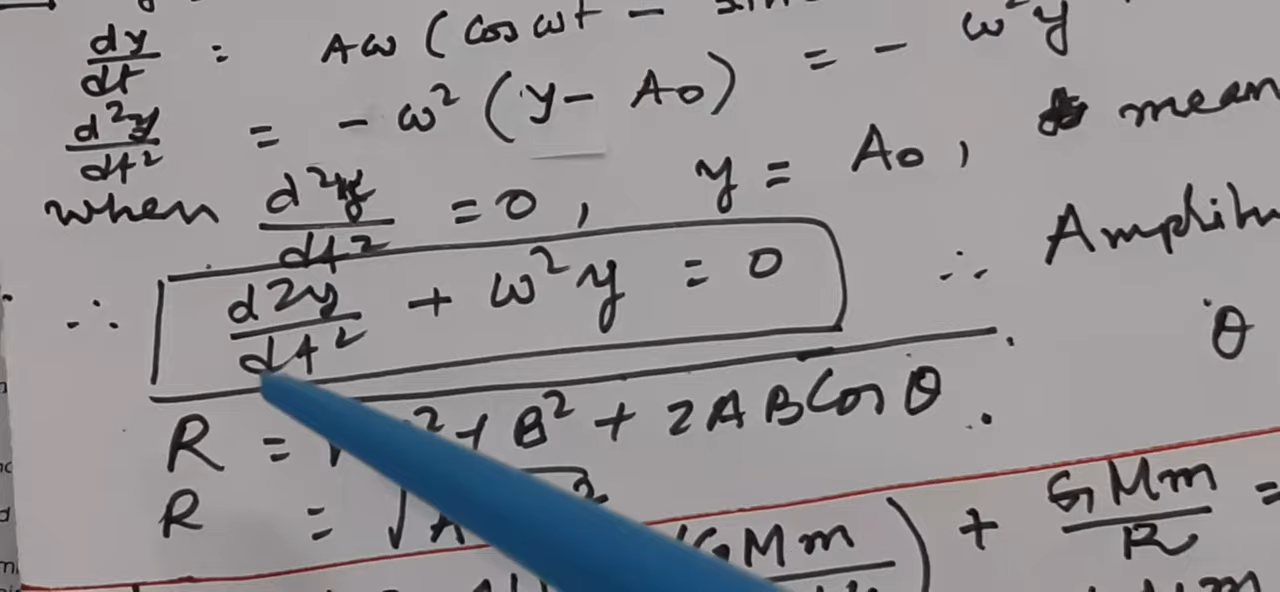 dy/dt = Aω (cos ωt -
d²y/dt² = - ω² (y - A₀) = - ω²y
when d²y/dt² = 0, y = A₀, mean
∴ d²y/dt² + ω²y = 0 ∴
θ
R = ² + B² + 2AB Cos θ.
R = √A ²
GMm ) + GMm/R =